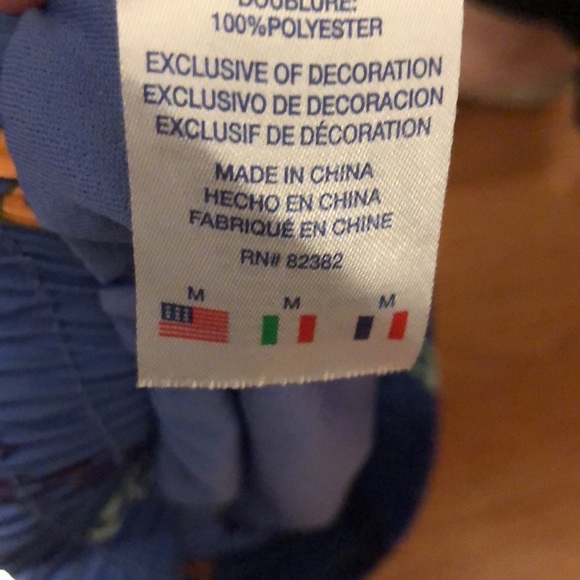 DOUBLURE:
100%POLYESTER
EXCLUSIVE OF DECORATION
EXCLUSIVO DE DECORACION
EXCLUSIF DE DÉCORATION
MADE IN CHINA
HECHO EN CHINA
FABRIQUÉ EN CHINE
RN# 82382
M M M